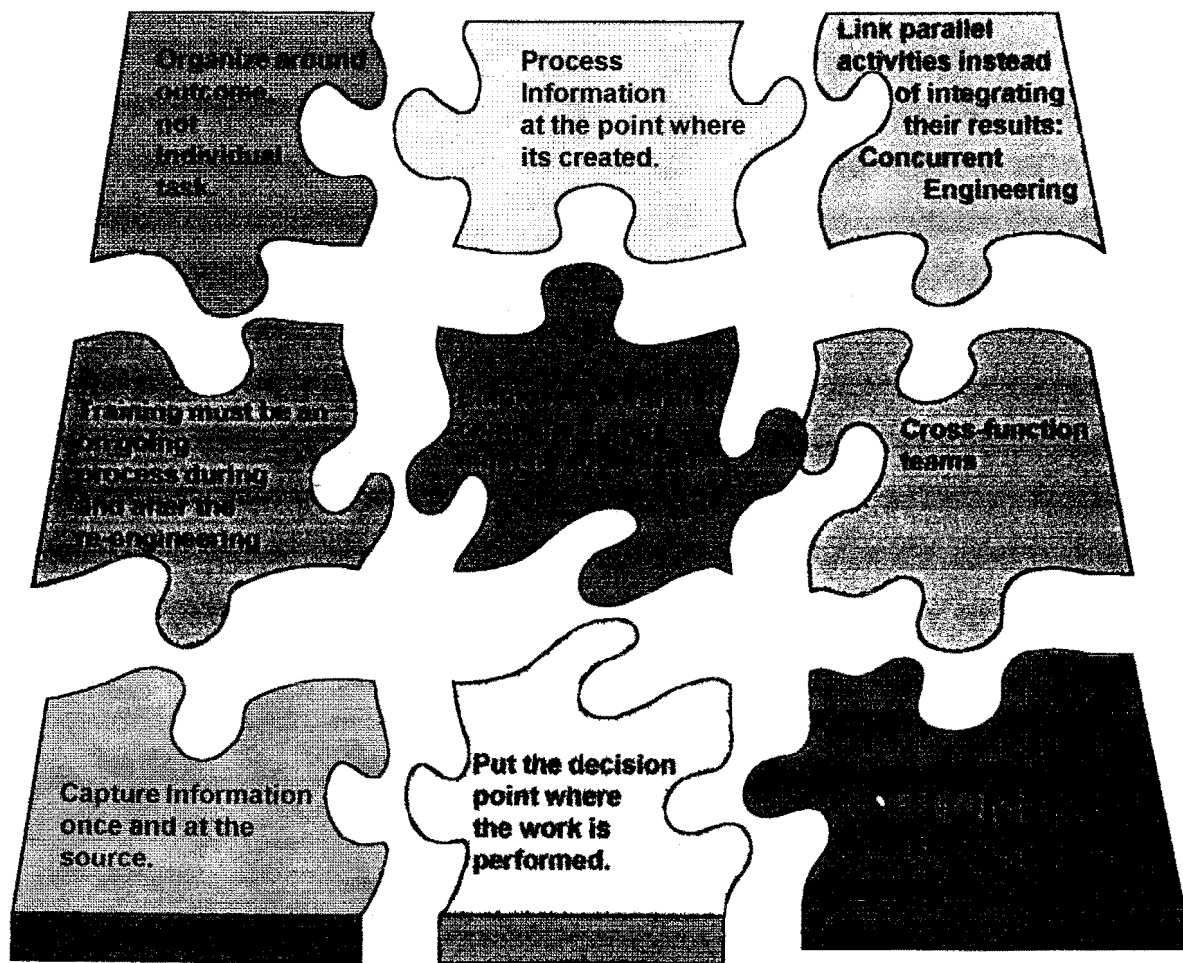 Organize around
outcome,
not
individual
task.
Process
Information
at the point where
its created.
Link parallel
activities instead
of integrating
their results:
Concurrent
Engineering
Training must be an
on-going
process during
and after the
re-engineering
Cross-function
teams
Capture Information
once and at the
source.
Put the decision
point where
the work is
performed.